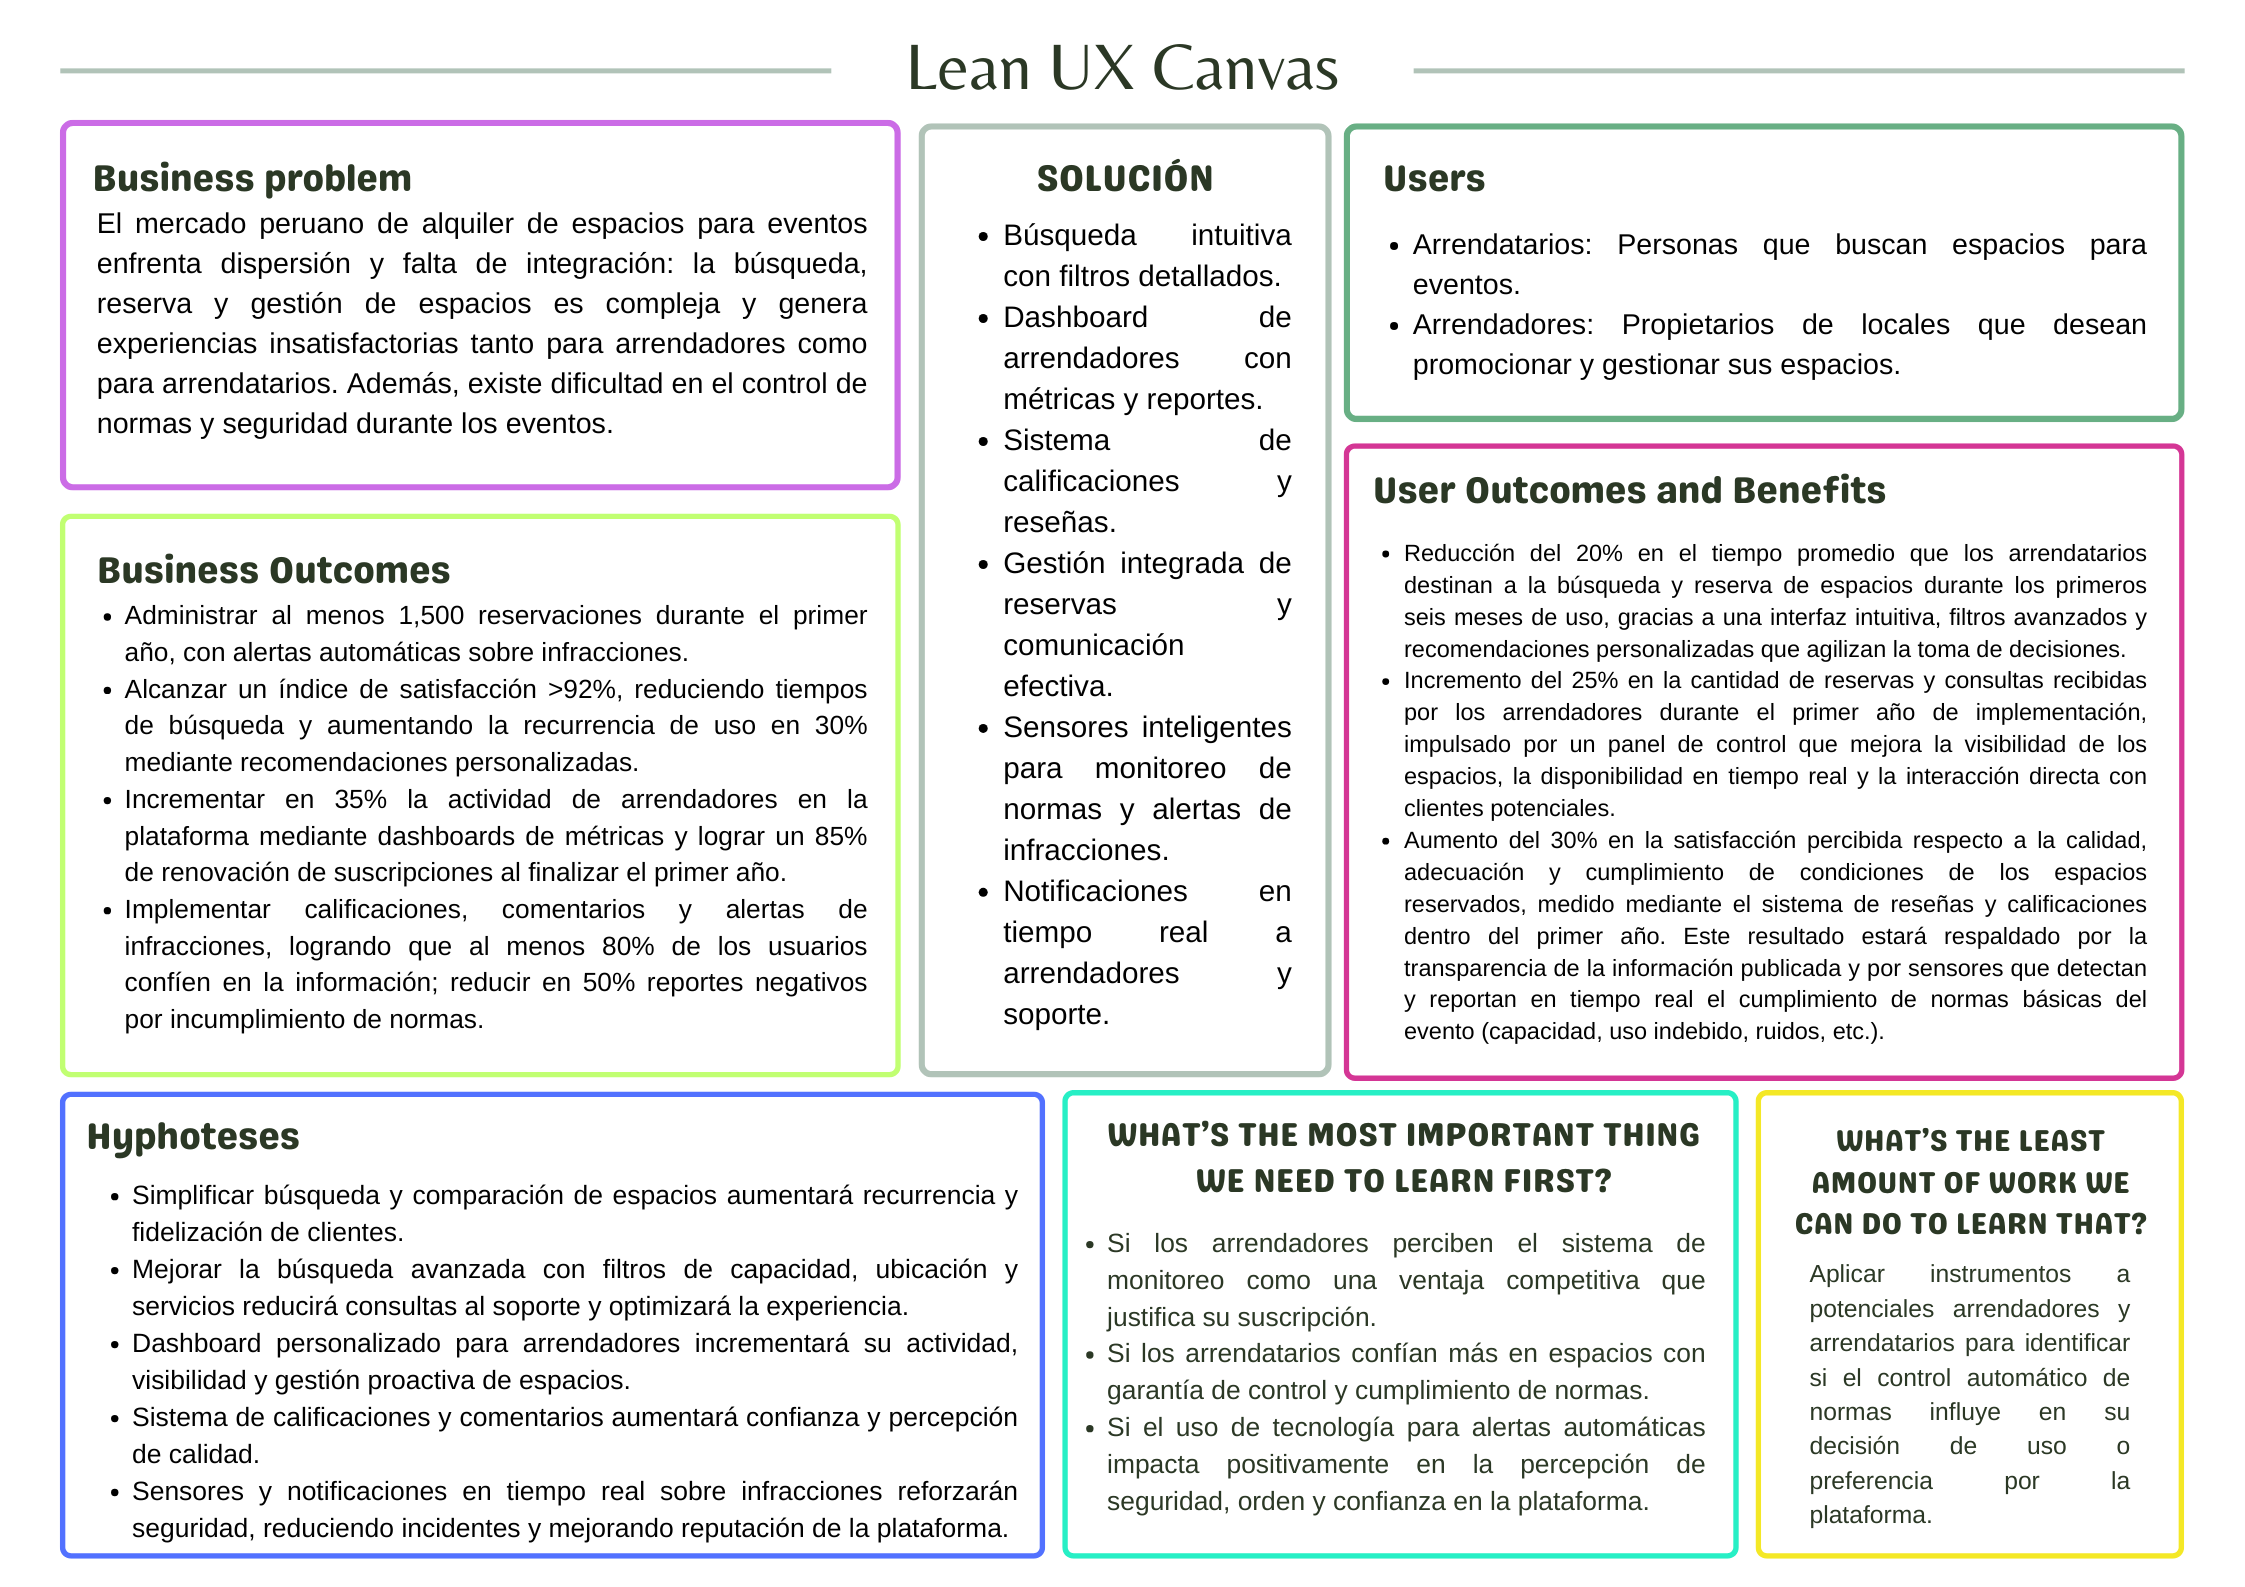 Lean UX Canvas
Business problem
El mercado peruano de alquiler de espacios para eventos
enfrenta dispersión y falta de integración: la búsqueda,
reserva y gestión de espacios es compleja y genera
experiencias insatisfactorias tanto para arrendadores como
para arrendatarios. Además, existe dificultad en el control de
normas y seguridad durante los eventos.
Business Outcomes
• Administrar al menos 1,500 reservaciones durante el primer
año, con alertas automáticas sobre infracciones.
• Alcanzar un índice de satisfacción >92%, reduciendo tiempos
de búsqueda y aumentando la recurrencia de uso en 30%
mediante recomendaciones personalizadas.
• Incrementar en 35% la actividad de arrendadores en la
plataforma mediante dashboards de métricas y lograr un 85%
de renovación de suscripciones al finalizar el primer año.
• Implementar calificaciones, comentarios y alertas de
infracciones, logrando que al menos 80% de los usuarios
confíen en la información; reducir en 50% reportes negativos
por incumplimiento de normas.
SOLUCIÓN
• Búsqueda intuitiva
con filtros detallados.
• Dashboard de
arrendadores con
métricas y reportes.
• Sistema de
calificaciones y
reseñas.
• Gestión integrada de
reservas y
comunicación
efectiva.
• Sensores inteligentes
para monitoreo de
normas y alertas de
infracciones.
• Notificaciones en
tiempo real a
arrendadores y
soporte.
Users
• Arrendatarios: Personas que buscan espacios para
eventos.
• Arrendadores: Propietarios de locales que desean
promocionar y gestionar sus espacios.
User Outcomes and Benefits
• Reducción del 20% en el tiempo promedio que los arrendatarios
destinan a la búsqueda y reserva de espacios durante los primeros
seis meses de uso, gracias a una interfaz intuitiva, filtros avanzados y
recomendaciones personalizadas que agilizan la toma de decisiones.
• Incremento del 25% en la cantidad de reservas y consultas recibidas
por los arrendadores durante el primer año de implementación,
impulsado por un panel de control que mejora la visibilidad de los
espacios, la disponibilidad en tiempo real y la interacción directa con
clientes potenciales.
• Aumento del 30% en la satisfacción percibida respecto a la calidad,
adecuación y cumplimiento de condiciones de los espacios
reservados, medido mediante el sistema de reseñas y calificaciones
dentro del primer año. Este resultado estará respaldado por la
transparencia de la información publicada y por sensores que detectan
y reportan en tiempo real el cumplimiento de normas básicas del
evento (capacidad, uso indebido, ruidos, etc.).
Hyphoteses
• Simplificar búsqueda y comparación de espacios aumentará recurrencia y
fidelización de clientes.
• Mejorar la búsqueda avanzada con filtros de capacidad, ubicación y
servicios reducirá consultas al soporte y optimizará la experiencia.
• Dashboard personalizado para arrendadores incrementará su actividad,
visibilidad y gestión proactiva de espacios.
• Sistema de calificaciones y comentarios aumentará confianza y percepción
de calidad.
• Sensores y notificaciones en tiempo real sobre infracciones reforzarán
seguridad, reduciendo incidentes y mejorando reputación de la plataforma.
WHAT'S THE MOST IMPORTANT THING
WE NEED TO LEARN FIRST?
• Si los arrendadores perciben el sistema de
monitoreo como una ventaja competitiva que
justifica su suscripción.
• Si los arrendatarios confían más en espacios con
garantía de control y cumplimiento de normas.
• Si el uso de tecnología para alertas automáticas
impacta positivamente en la percepción de
seguridad, orden y confianza en la plataforma.
WHAT'S THE LEAST
AMOUNT OF WORK WE
CAN DO TO LEARN THAT?
Aplicar instrumentos a
potenciales arrendadores y
arrendatarios para identificar
si el control automático de
normas influye en su
decisión de uso o
preferencia por la
plataforma.